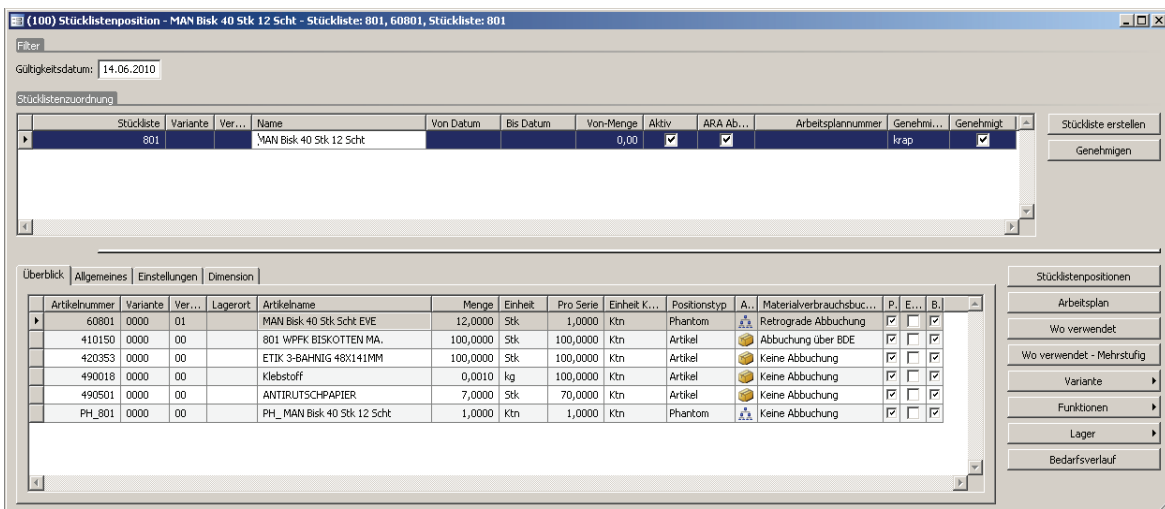 (100) Stücklistenposition - MAN Bisk 40 Stk 12 Scht - Stückliste: 801, 60801, Stückliste: 801
Filter
Gültigkeitsdatum: 14.06.2010
Stücklistenzuordnung
Stückliste Variante Ver... Name Von Datum Bis Datum Von-Menge Aktiv ARA Ab... Arbeitsplannummer Genehmi... Genehmigt
801 MAN Bisk 40 Stk 12 Scht 0,00 krap
Stückliste erstellen
Genehmigen
Überblick Allgemeines Einstellungen Dimension
Artikelnummer Variante Ver... Lagerort Artikelname Menge Einheit Pro Serie Einheit K... Positionstyp A.. Materialverbrauchsbuc... P. E... B.
60801 0000 01 MAN Bisk 40 Stk Scht EVE 12,0000 Stk 1,0000 Ktn Phantom Retrograde Abbuchung
410150 0000 00 801 WPFK BISKOTTEN MA. 100,0000 Stk 100,0000 Ktn Artikel Abbuchung über BDE
420353 0000 00 ETIK 3-BAHNIG 48X141MM 100,0000 Stk 100,0000 Ktn Artikel Keine Abbuchung
490018 0000 00 Klebstoff 0,0010 kg 100,0000 Ktn Artikel Keine Abbuchung
490501 0000 00 ANTIRUTSCHPAPIER 7,0000 Stk 70,0000 Ktn Artikel Keine Abbuchung
PH_801 0000 00 PH_ MAN Bisk 40 Stk 12 Scht 1,0000 Ktn 1,0000 Ktn Phantom Keine Abbuchung
Stücklistenpositionen
Arbeitsplan
Wo verwendet
Wo verwendet - Mehrstufig
Variante
Funktionen
Lager
Bedarfsverlauf